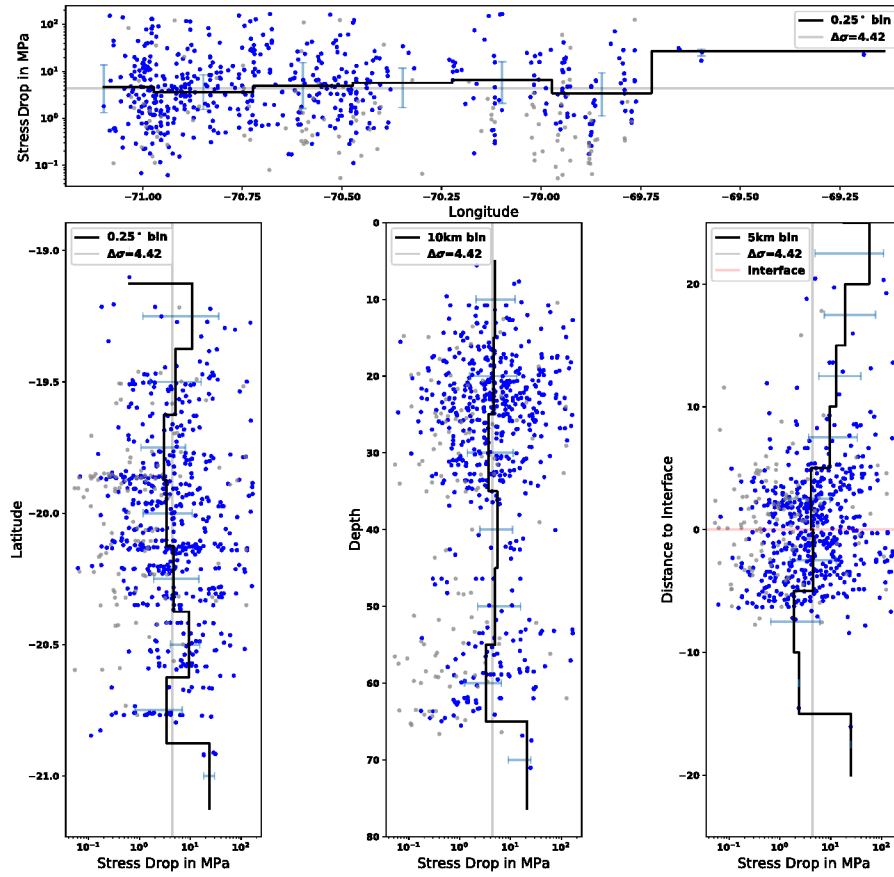 10²
10¹
10⁰
10⁻¹
Stress Drop in MPa
0.25° bin
Δσ=4.42
−71.00
−70.75
−70.50
−70.25
−70.00
−69.75
−69.50
−69.25
Longitude
−19.0
−19.5
−20.0
−20.5
−21.0
Latitude
0.25° bin
Δσ=4.42
10⁻¹
10⁰
10¹
10²
Stress Drop in MPa
0
10
20
30
40
50
60
70
80
Depth
10km bin
Δσ=4.42
10⁻¹
10⁰
10¹
10²
Stress Drop in MPa
20
10
0
−10
−20
Distance to Interface
5km bin
Δσ=4.42
Interface
10⁻¹
10⁰
10¹
10²
Stress Drop in MPa